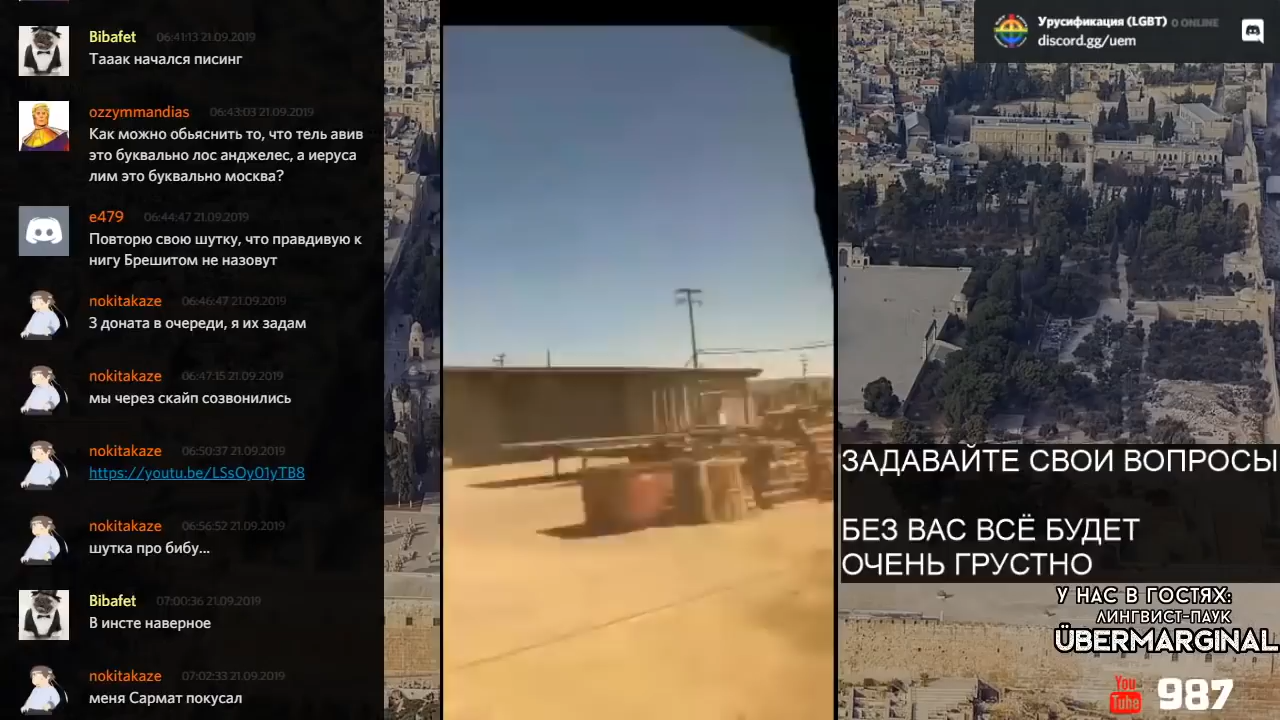 Bibafet 06:41:13 21.09.2019
Тааак начался писинг
ozzymmandias 06:43:03 21.09.2019
Как можно обьяснить то, что тель авив
это буквально лос анджелес, а иеруса
лим это буквально москва?
e479 06:44:47 21.09.2019
Повторю свою шутку, что правдивую к
нигу Брешитом не назовут
nokitakaze 06:46:47 21.09.2019
3 доната в очереди, я их задам
nokitakaze 06:47:15 21.09.2019
мы через скайп созвонились
nokitakaze 06:50:37 21.09.2019
https://youtu.be/LSsOy01yTB8
nokitakaze 06:56:52 21.09.2019
шутка про бибу...
Bibafet 07:00:36 21.09.2019
В инсте наверное
nokitakaze 07:02:33 21.09.2019
меня Сармат покусал
Урусификация (LGBT) 0 ONLINE
discord.gg/uem
ЗАДАВАЙТЕ СВОИ ВОПРОСЫ
БЕЗ ВАС ВСЁ БУДЕТ
ОЧЕНЬ ГРУСТНО
У НАС В ГОСТЯХ:
ЛИНГВИСТ-ПАУК
ÜBERMARGINAL
You
Tube 987